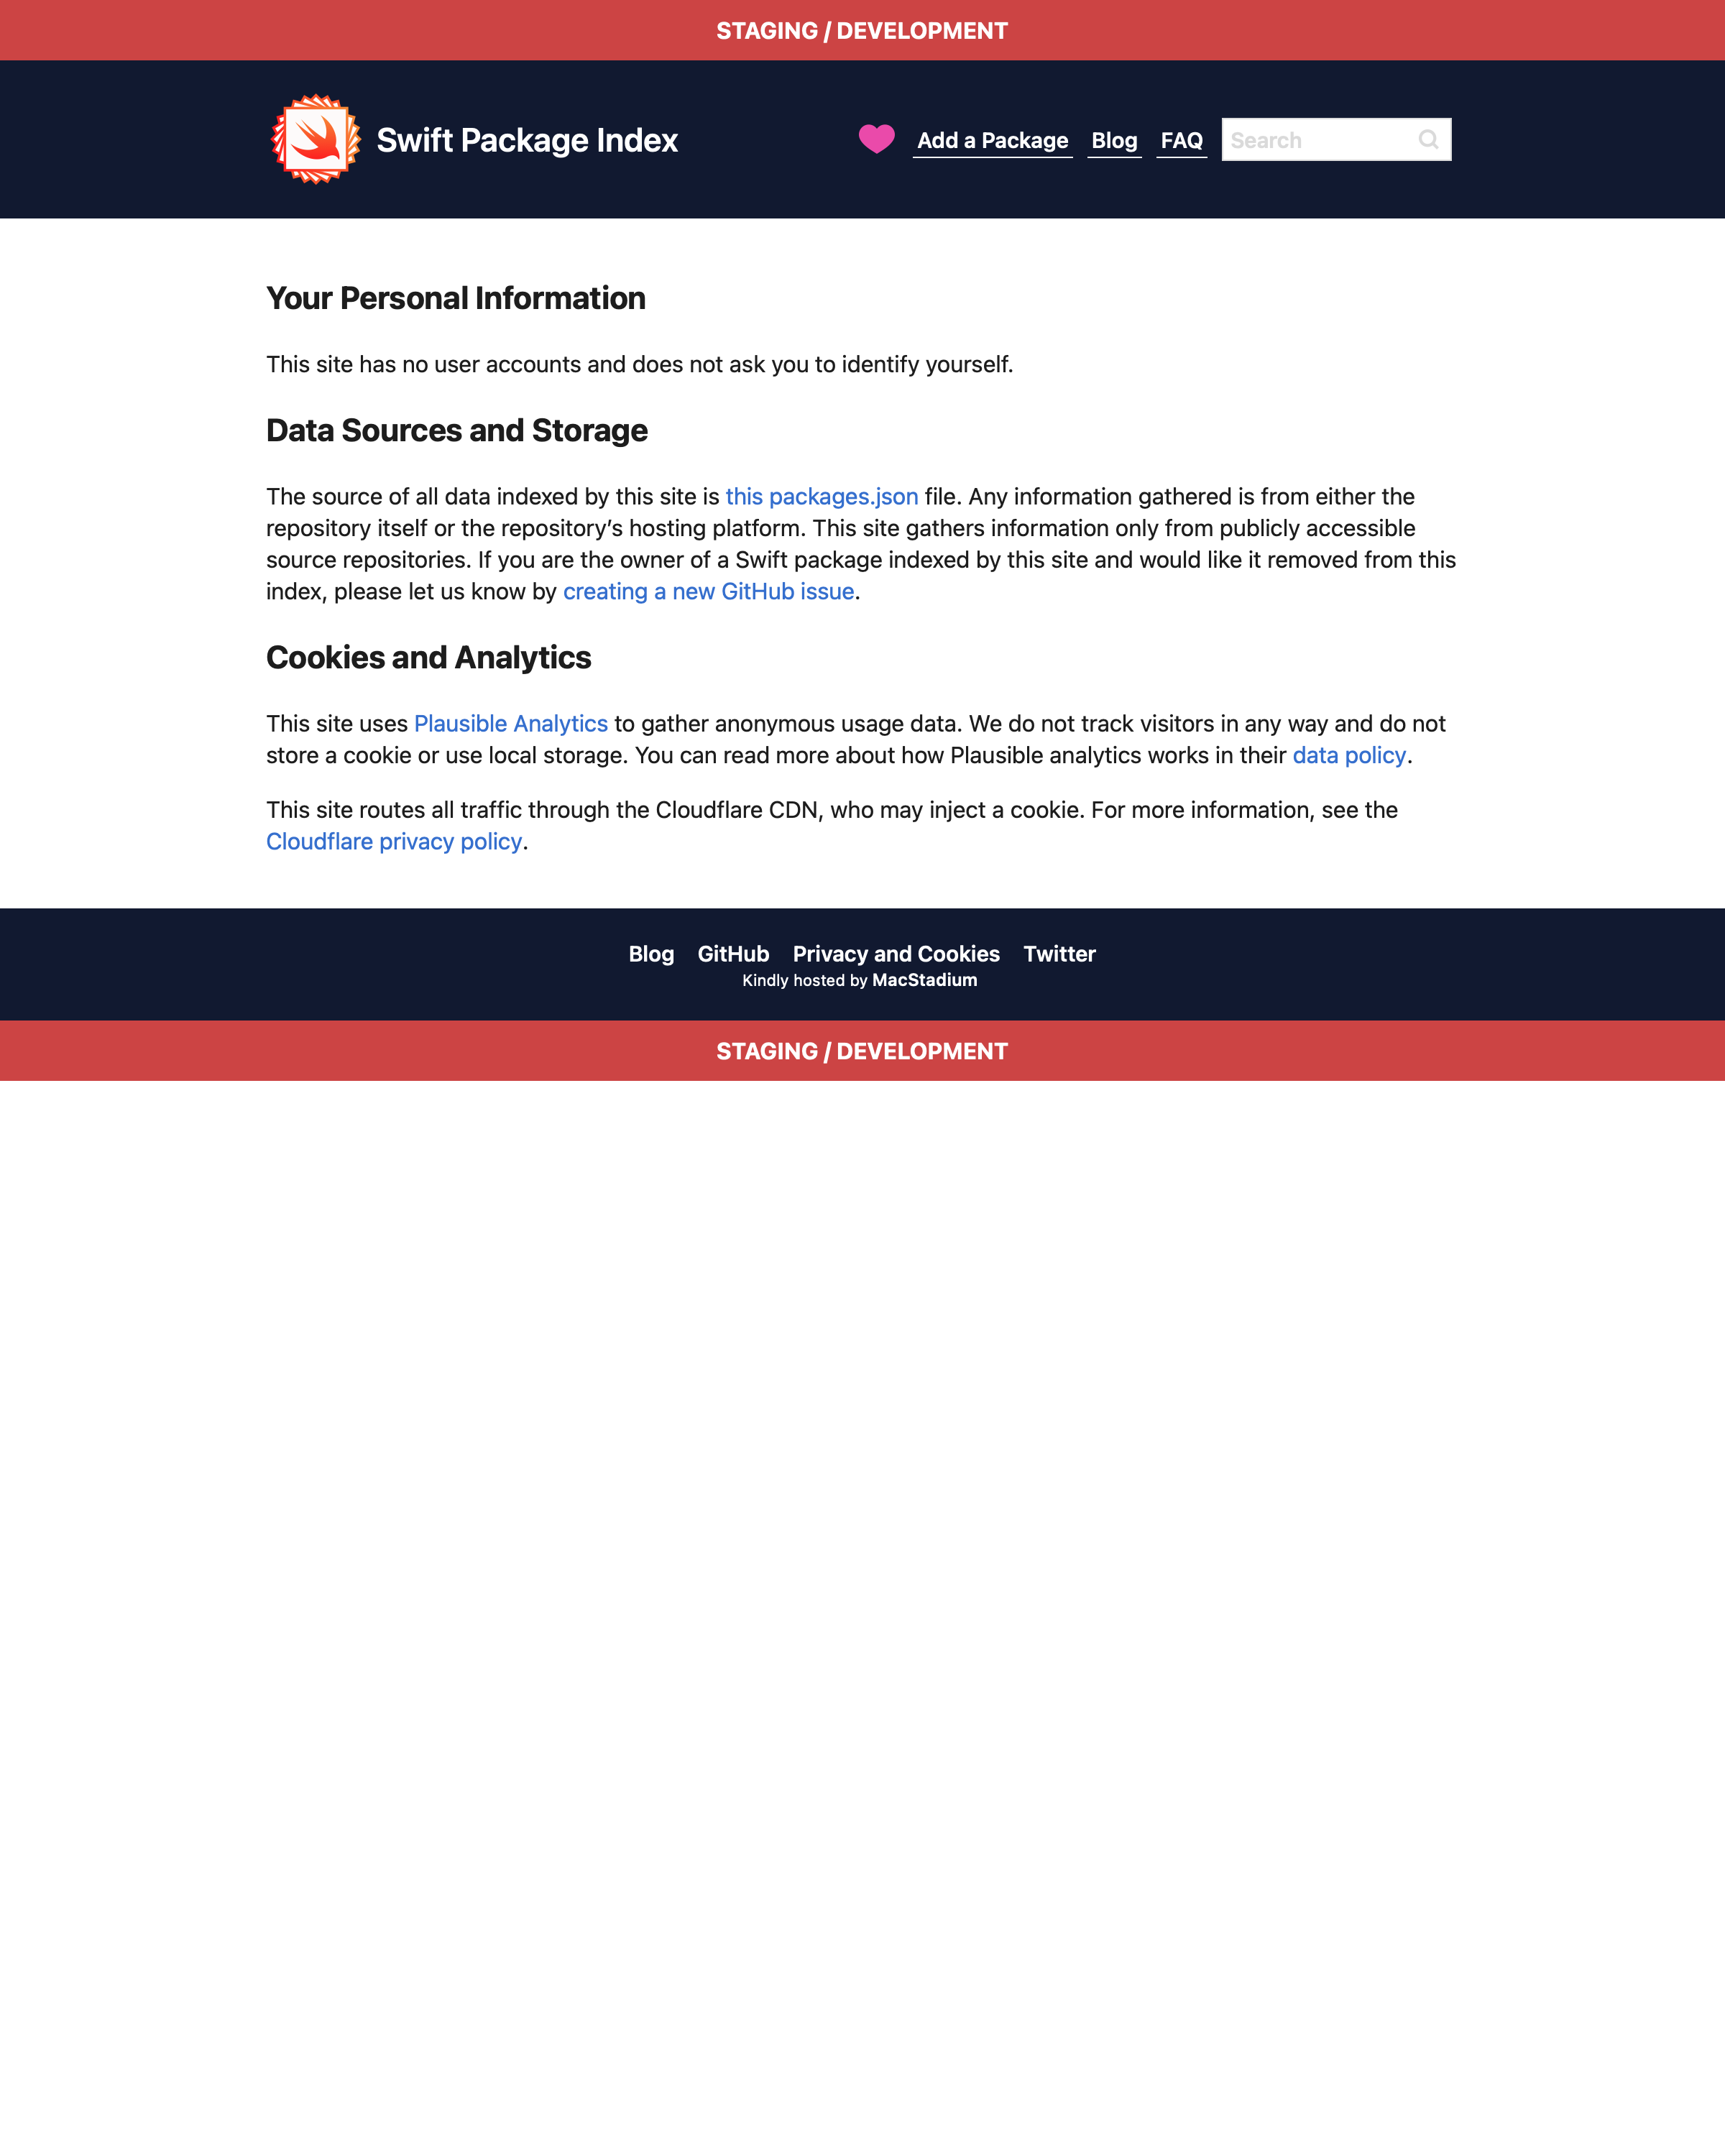 STAGING / DEVELOPMENT
Swift Package Index
Add a Package Blog FAQ Search
Your Personal Information
This site has no user accounts and does not ask you to identify yourself.
Data Sources and Storage
The source of all data indexed by this site is this packages.json file. Any information gathered is from either the
repository itself or the repository’s hosting platform. This site gathers information only from publicly accessible
source repositories. If you are the owner of a Swift package indexed by this site and would like it removed from this
index, please let us know by creating a new GitHub issue.
Cookies and Analytics
This site uses Plausible Analytics to gather anonymous usage data. We do not track visitors in any way and do not
store a cookie or use local storage. You can read more about how Plausible analytics works in their data policy.
This site routes all traffic through the Cloudflare CDN, who may inject a cookie. For more information, see the
Cloudflare privacy policy.
Blog GitHub Privacy and Cookies Twitter
Kindly hosted by MacStadium
STAGING / DEVELOPMENT